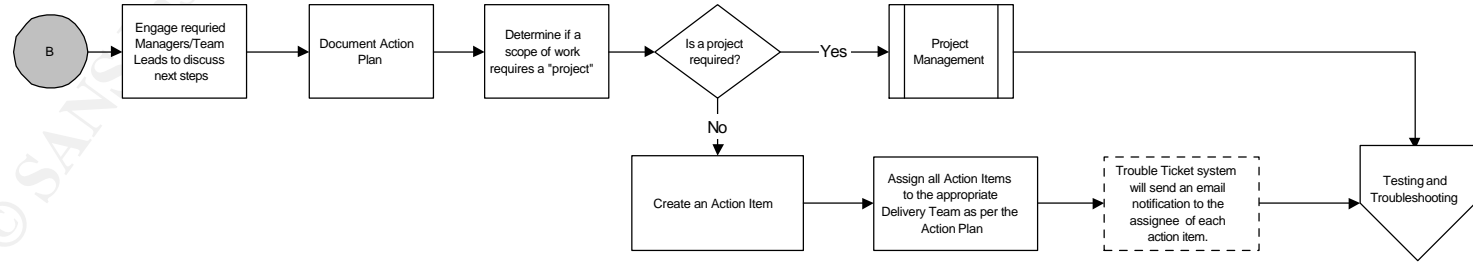 B
Engage requried
Managers/Team
Leads to discuss
next steps
Document Action
Plan
Determine if a
scope of work
requires a "project"
Is a project
required?
Yes
Project
Management
No
Create an Action Item
Assign all Action Items
to the appropriate
Delivery Team as per the
Action Plan
Trouble Ticket system
will send an email
notification to the
assignee of each
action item.
Testing and
Troubleshooting
© SANS